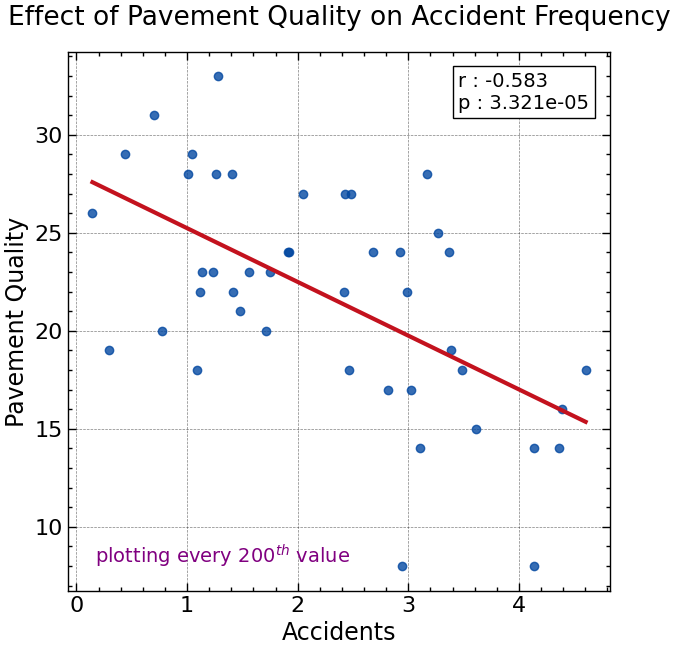 Effect of Pavement Quality on Accident Frequency
r : -0.583
p : 3.321e-05
30
25
20
15
10
Pavement Quality
plotting every 200th value
0 1 2 3 4
Accidents